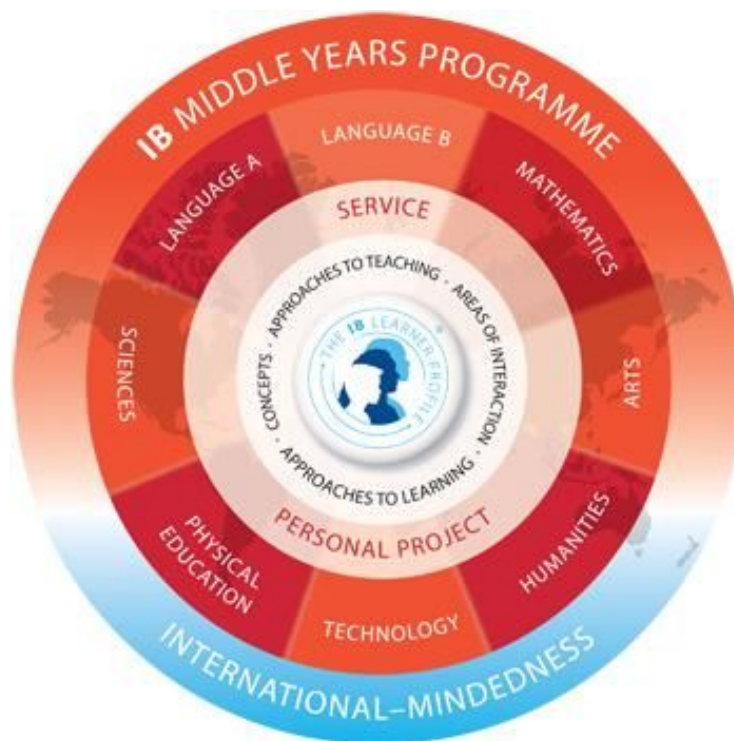 IB MIDDLE YEARS PROGRAMME
LANGUAGE A
LANGUAGE B
MATHEMATICS
SCIENCES
ARTS
PHYSICAL
EDUCATION
TECHNOLOGY
HUMANITIES
SERVICE
PERSONAL PROJECT
· APPROACHES TO TEACHING · AREAS OF INTERACTION · APPROACHES TO LEARNING · CONCEPTS
THE IB LEARNER PROFILE
®
INTERNATIONAL–MINDEDNESS